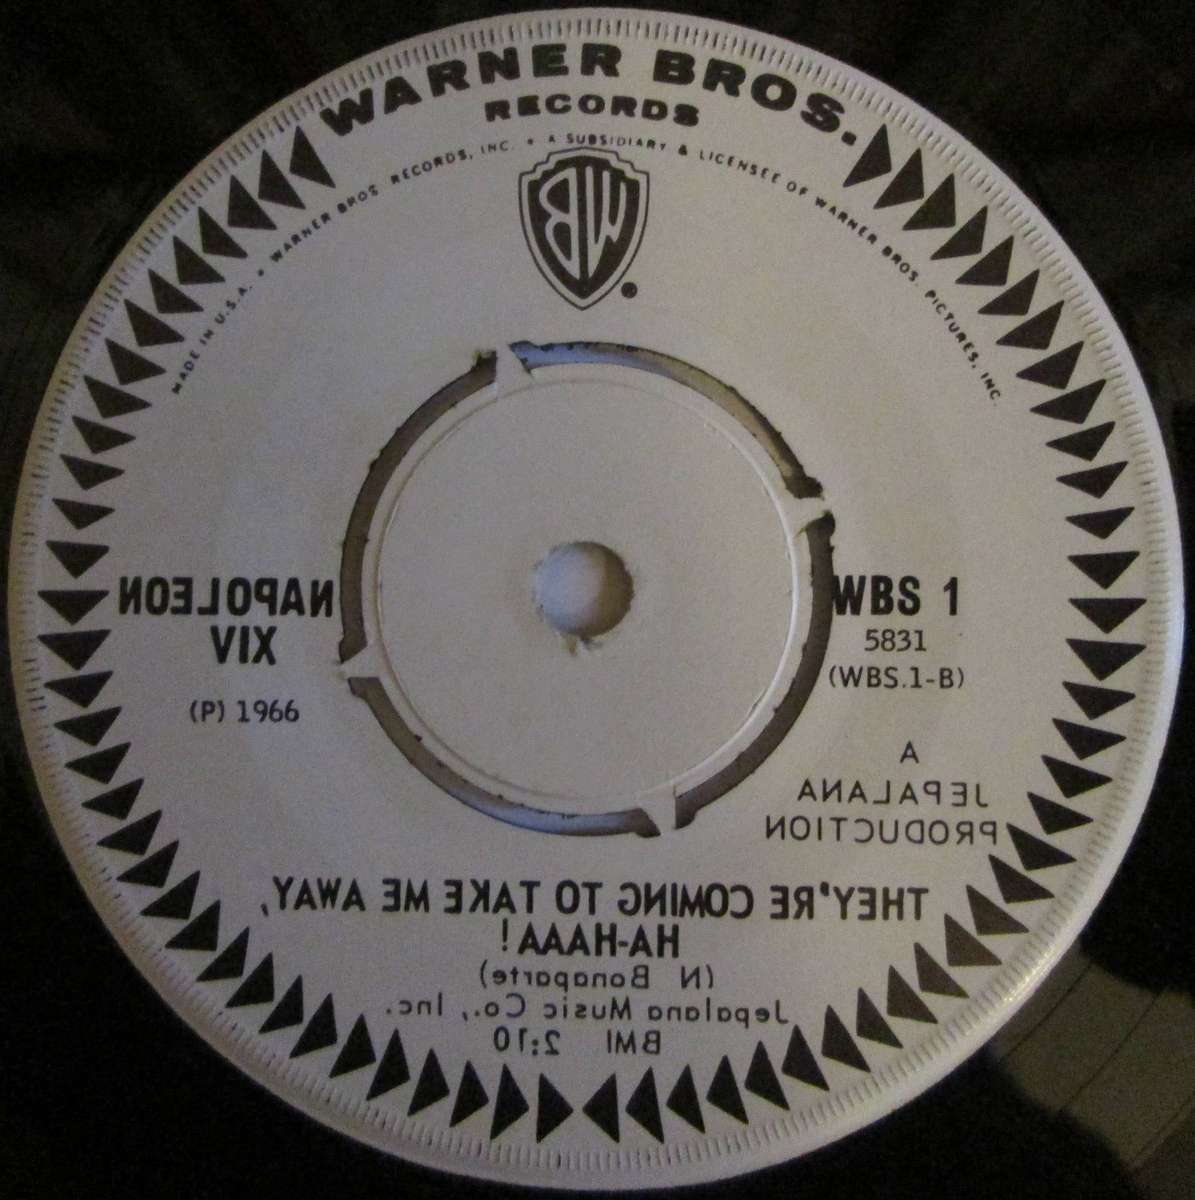 WARNER BROS.
RECORDS
MADE IN U.S.A. • WARNER BROS. RECORDS, INC. • A SUBSIDIARY & LICENSEE OF WARNER BROS. PICTURES, INC.
WB
NAPOLEON
XIV
(P) 1966
WBS 1
5831
(WBS.1-B)
A
JEPALANA
PRODUCTION
THEY'RE COMING TO TAKE ME AWAY,
HA-HAAA!
(N Bonaparte)
Jepalana Music Co., Inc.
BMI 2:10